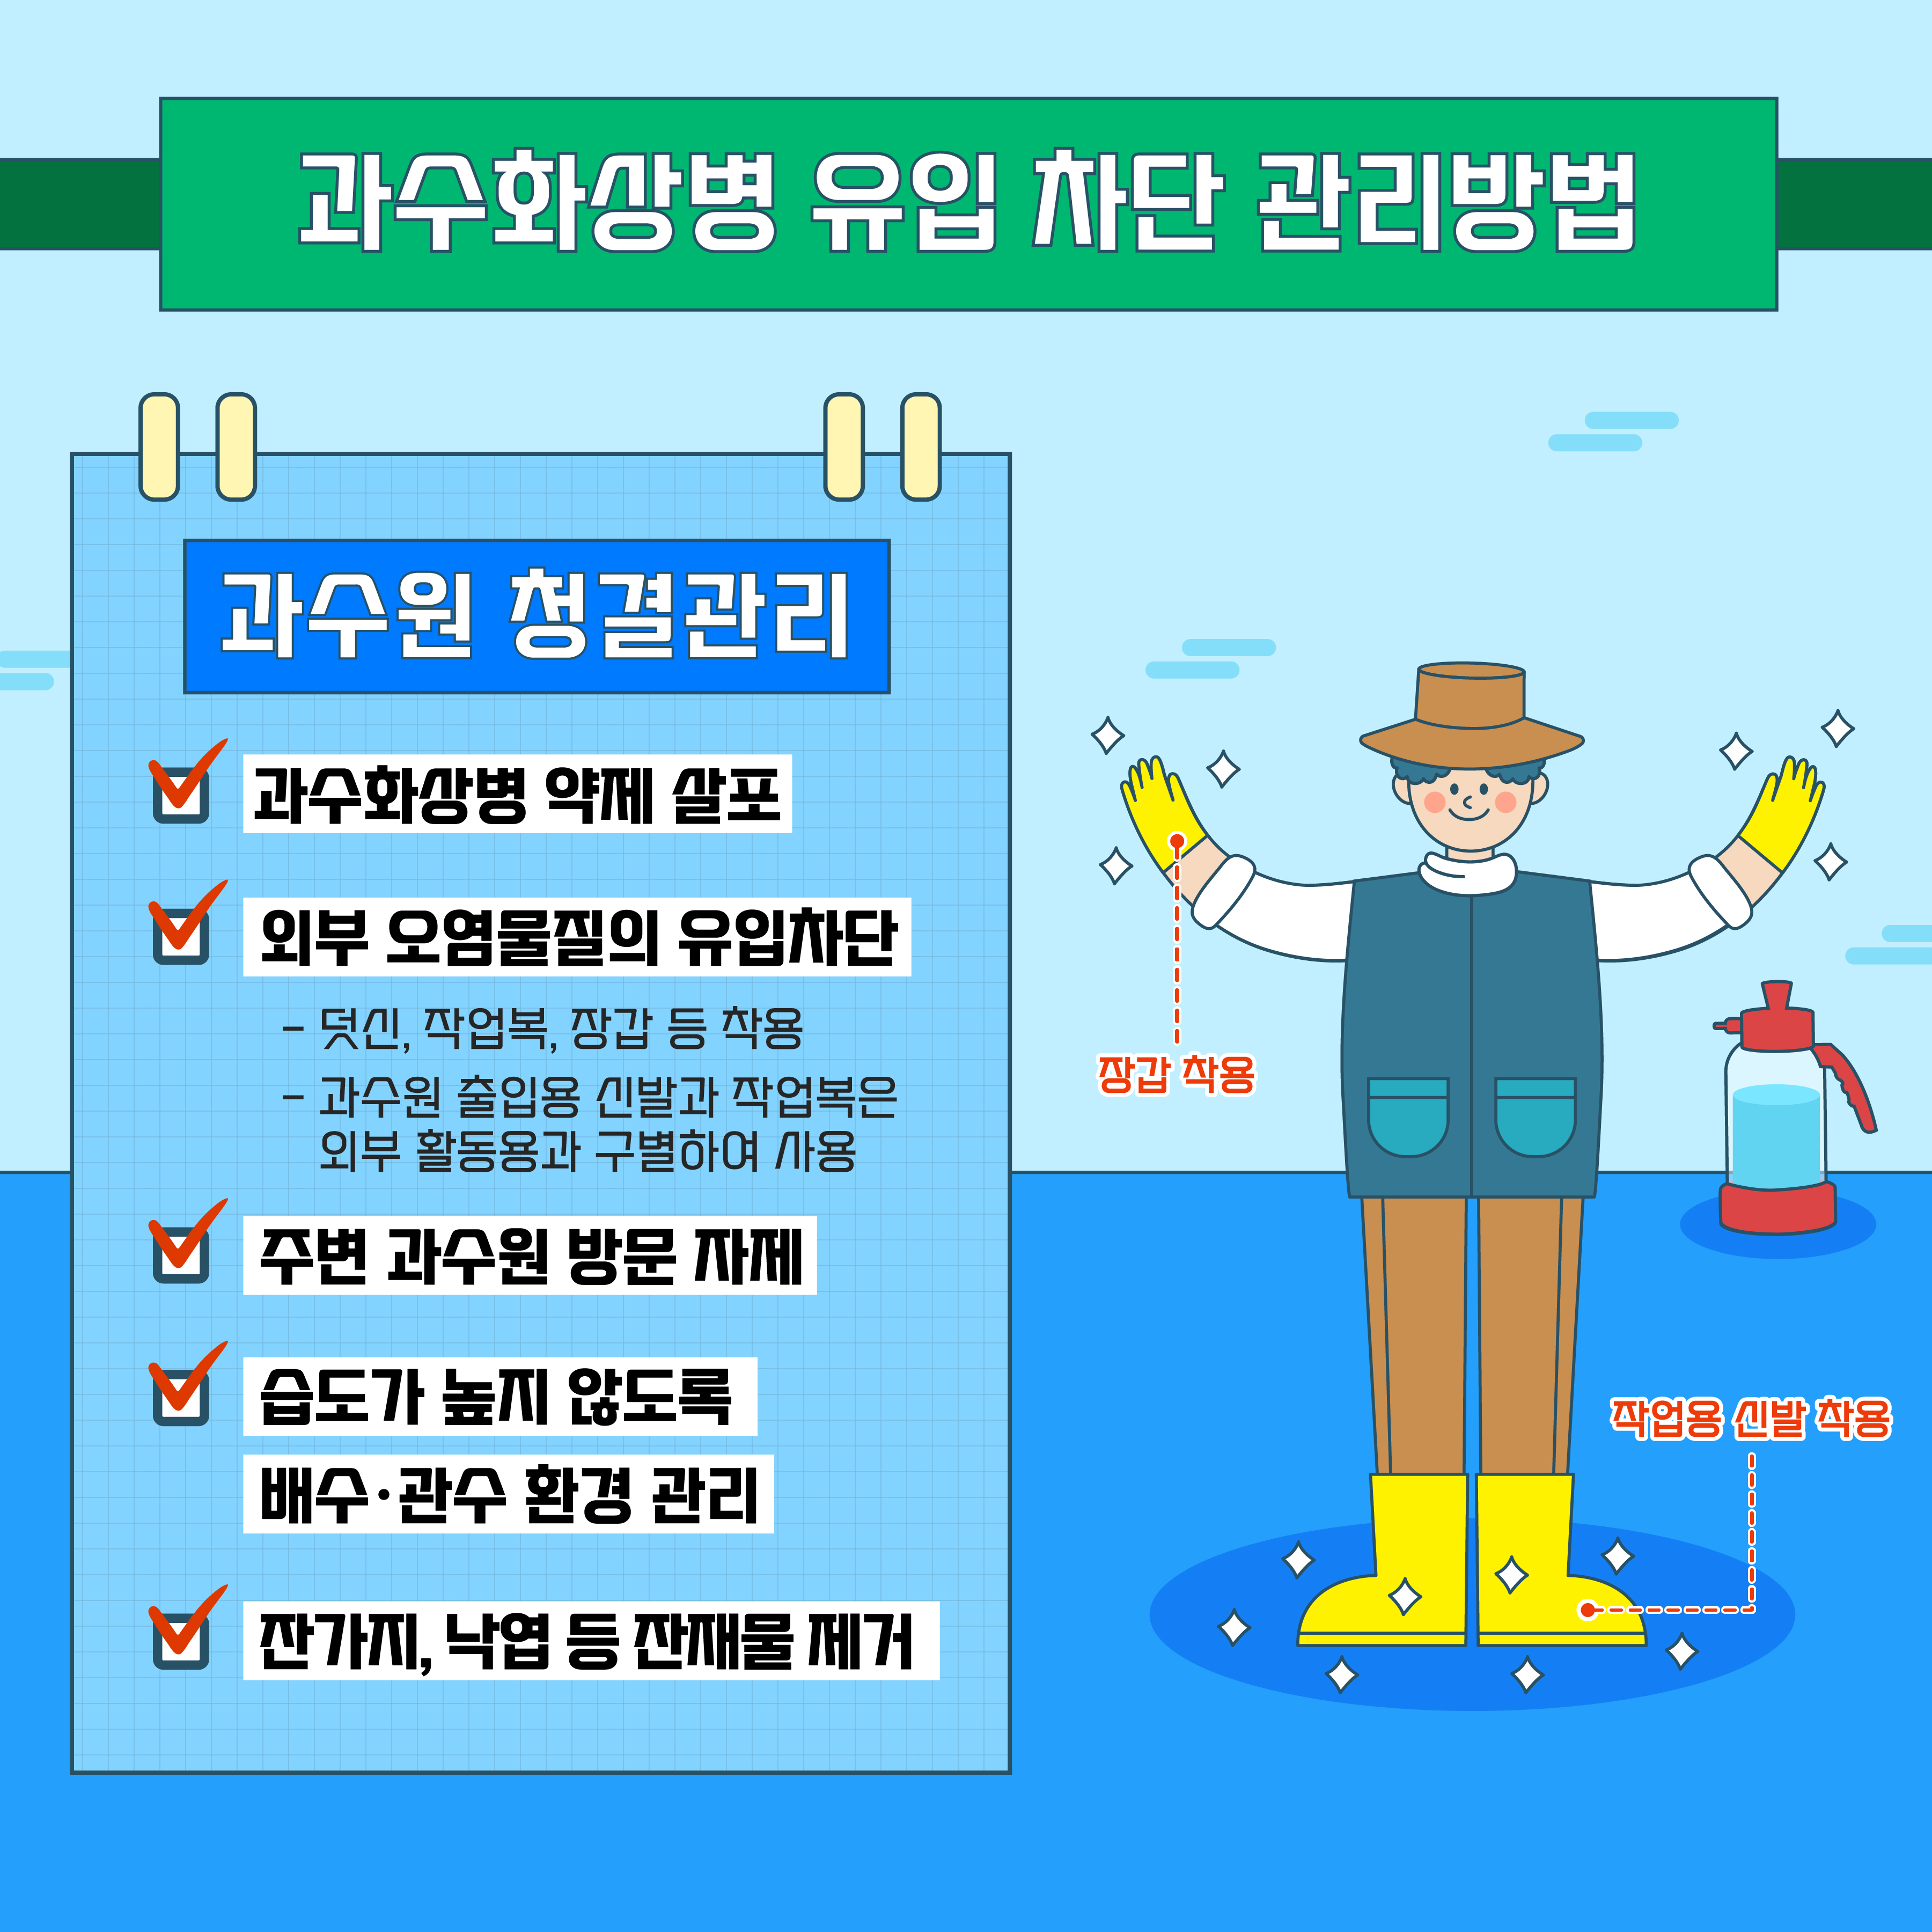 과수화상병 유입 차단 관리방법
과수원 청결관리
과수화상병 약제 살포
외부 오염물질의 유입차단
- 덧신, 작업복, 장갑 등 착용
- 과수원 출입용 신발과 작업복은
외부 활동용과 구별하여 사용
주변 과수원 방문 자제
습도가 높지 않도록
배수·관수 환경 관리
잔가지, 낙엽 등 잔재물 제거
장갑 착용
작업용 신발 착용